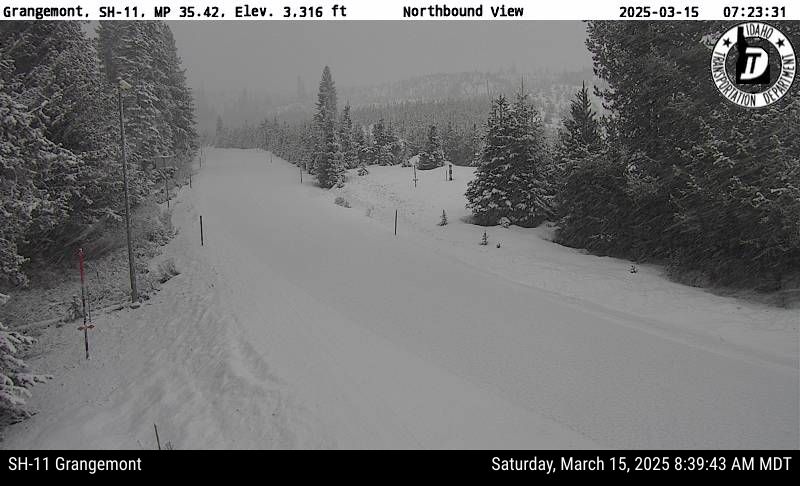 Grangemont, SH-11, MP 35.42, Elev. 3,316 ft Northbound View 2025-03-15 07:23:31
IDAHO TRANSPORTATION DEPARTMENT
SH-11 Grangemont Saturday, March 15, 2025 8:39:43 AM MDT